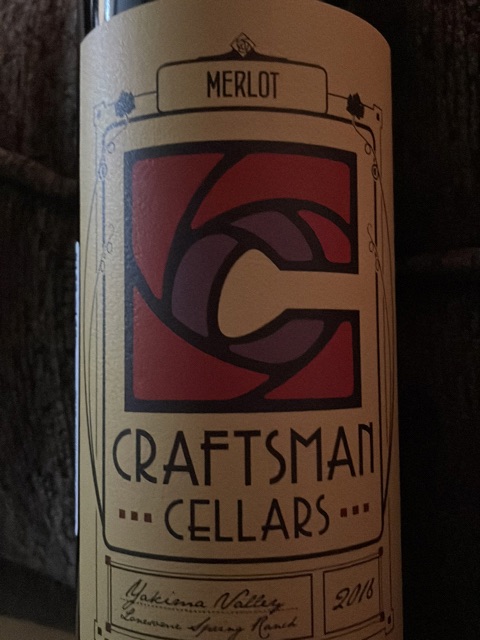 MERLOT
CRAFTSMAN
CELLARS
Yakima Valley 2016
Lonesome Spring Ranch